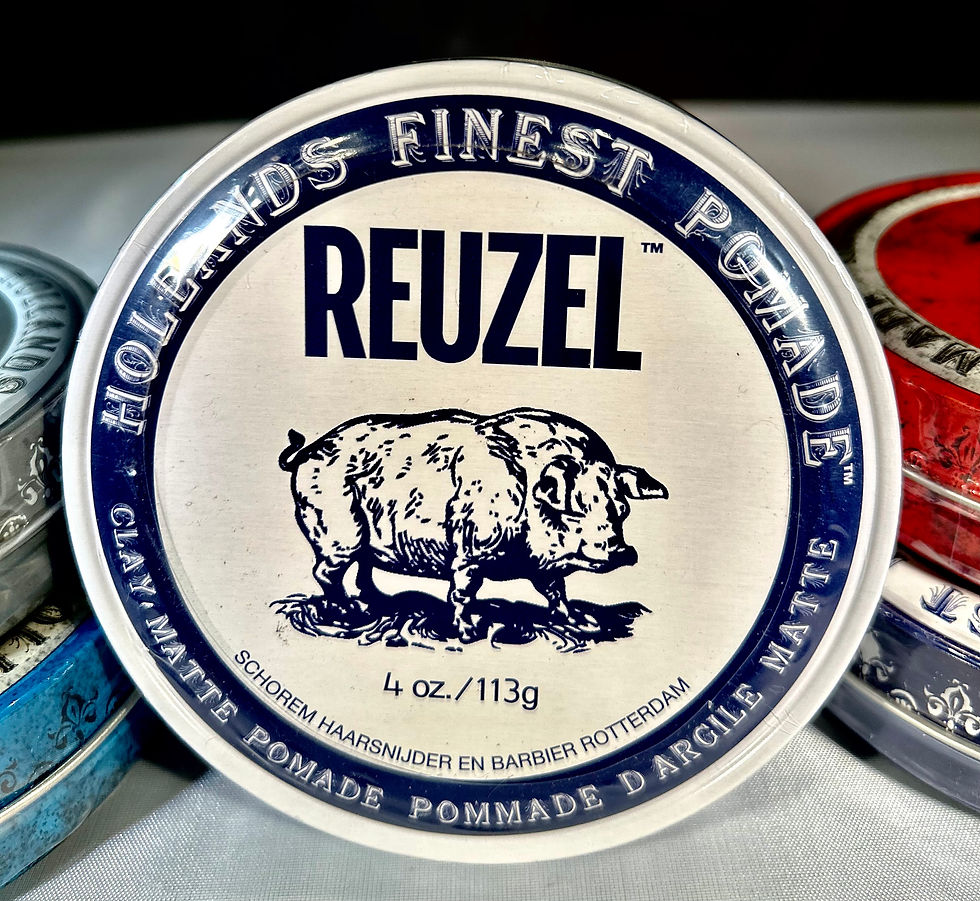 HOLLANDS FINEST POMADE™
REUZEL™
4 oz./113g
SCHOREM HAARSNIJDER EN BARBIER ROTTERDAM
CLAY MATTE POMADE POMMADE D'ARGILE MATTE